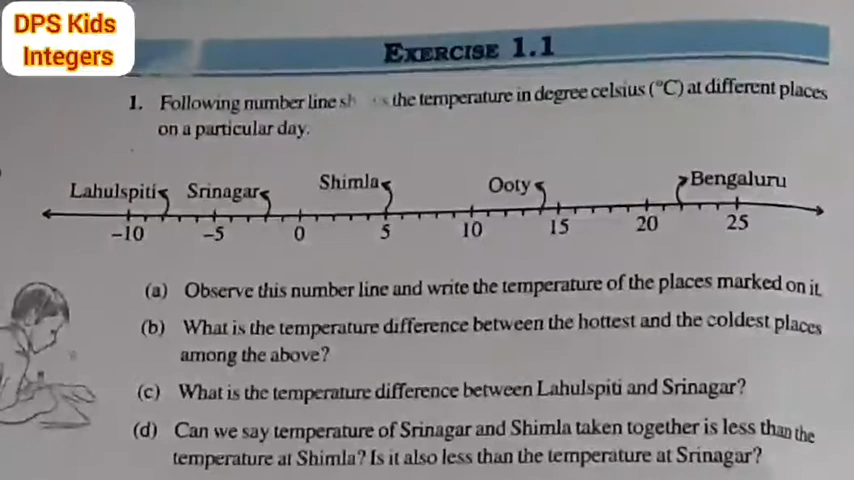 DPS Kids
Integers
EXERCISE 1.1
1. Following number line the temperature in degree celsius (°C) at different places
on a particular day.
Lahulspiti Srinagar Shimla Ooty Bengaluru
–10 –5 0 5 10 15 20 25
(a) Observe this number line and write the temperature of the places marked on it.
(b) What is the temperature difference between the hottest and the coldest places
among the above?
(c) What is the temperature difference between Lahulspiti and Srinagar?
(d) Can we say temperature of Srinagar and Shimla taken together is less than the
temperature at Shimla? Is it also less than the temperature at Srinagar?